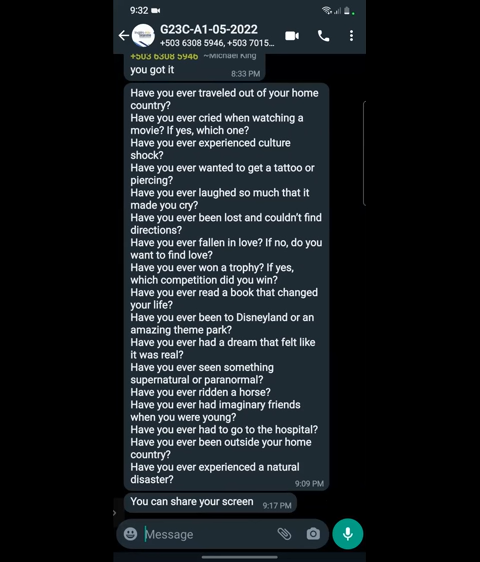 9:32
G23C-A1-05-2022
+503 6308 5946, +503 7015...
+503 6308 5946 ~Michael King
you got it
8:33 PM
Have you ever traveled out of your home
country?
Have you ever cried when watching a
movie? If yes, which one?
Have you ever experienced culture
shock?
Have you ever wanted to get a tattoo or
piercing?
Have you ever laughed so much that it
made you cry?
Have you ever been lost and couldn't find
directions?
Have you ever fallen in love? If no, do you
want to find love?
Have you ever won a trophy? If yes,
which competition did you win?
Have you ever read a book that changed
your life?
Have you ever been to Disneyland or an
amazing theme park?
Have you ever had a dream that felt like
it was real?
Have you ever seen something
supernatural or paranormal?
Have you ever ridden a horse?
Have you ever had imaginary friends
when you were young?
Have you ever had to go to the hospital?
Have you ever been outside your home
country?
Have you ever experienced a natural
disaster?
9:09 PM
You can share your screen
9:17 PM
Message